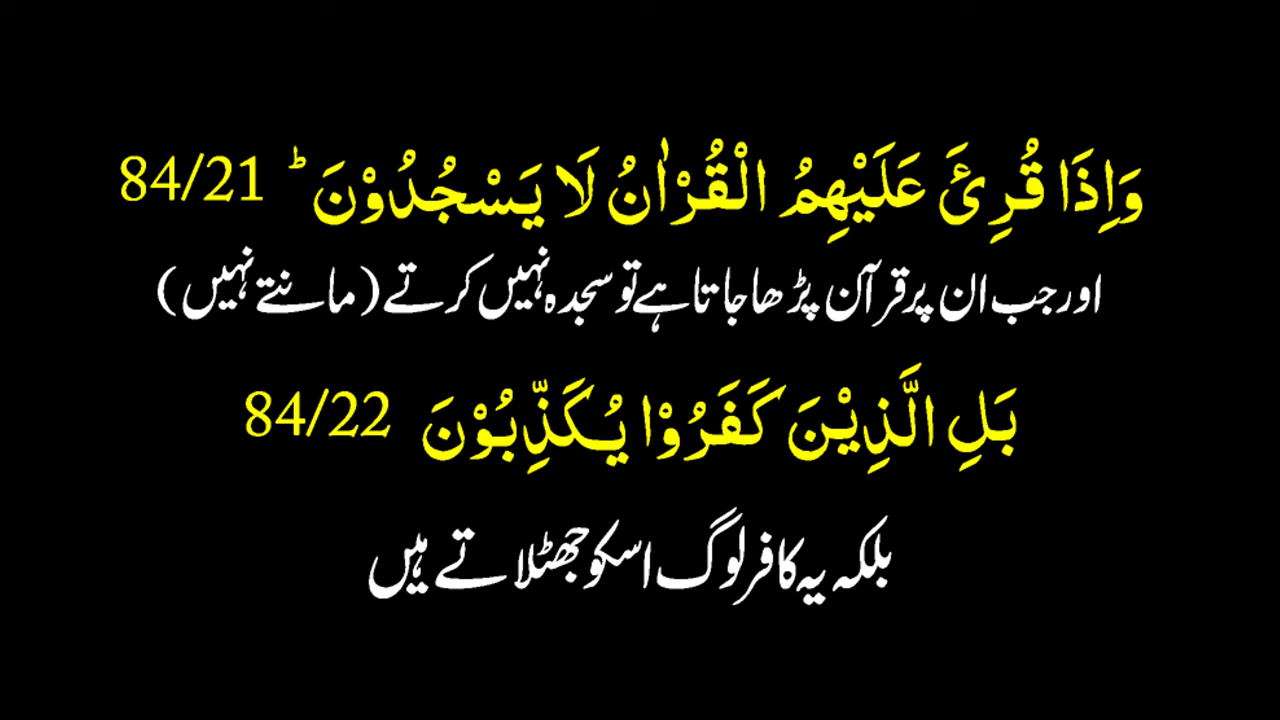 وَاِذَا قُرِئَ عَلَيْهِمُ الْقُرْاٰنُ لَا يَسْجُدُوْنَ ؕ 84/21
اور جب ان پر قرآن پڑھا جاتا ہے تو سجدہ نہیں کرتے (مانتے نہیں)
بَلِ الَّذِيْنَ كَفَرُوْا يُكَذِّبُوْنَ 84/22
بلکہ یہ کافر لوگ اسکو جھٹلاتے ہیں